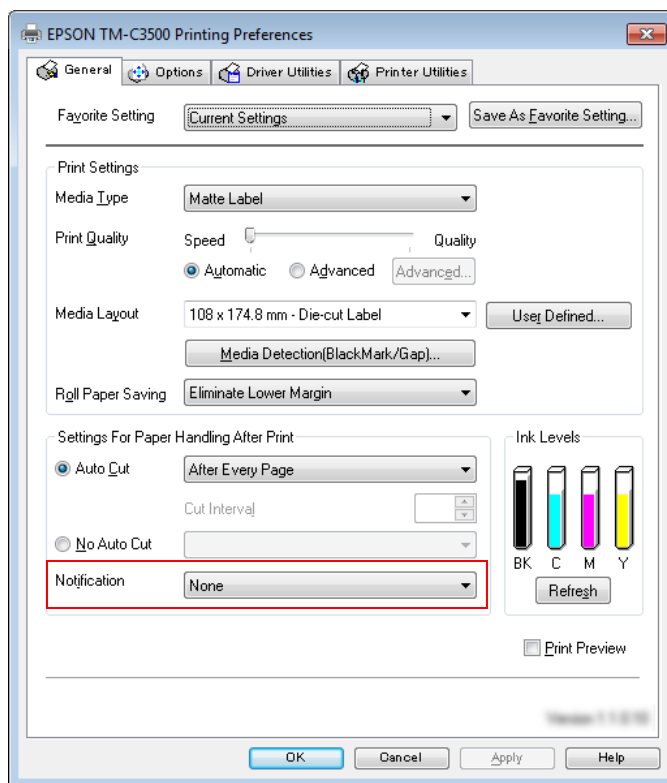 EPSON TM-C3500 Printing Preferences
General Options Driver Utilities Printer Utilities
Favorite Setting Current Settings Save As Favorite Setting...
Print Settings
Media Type Matte Label
Print Quality Speed Quality
Automatic Advanced Advanced...
Media Layout 108 x 174.8 mm - Die-cut Label User Defined...
Media Detection(BlackMark/Gap)...
Roll Paper Saving Eliminate Lower Margin
Settings For Paper Handling After Print Ink Levels
Auto Cut After Every Page
Cut Interval
No Auto Cut
BK C M Y
Notification None
Refresh
Print Preview
OK Cancel Apply Help